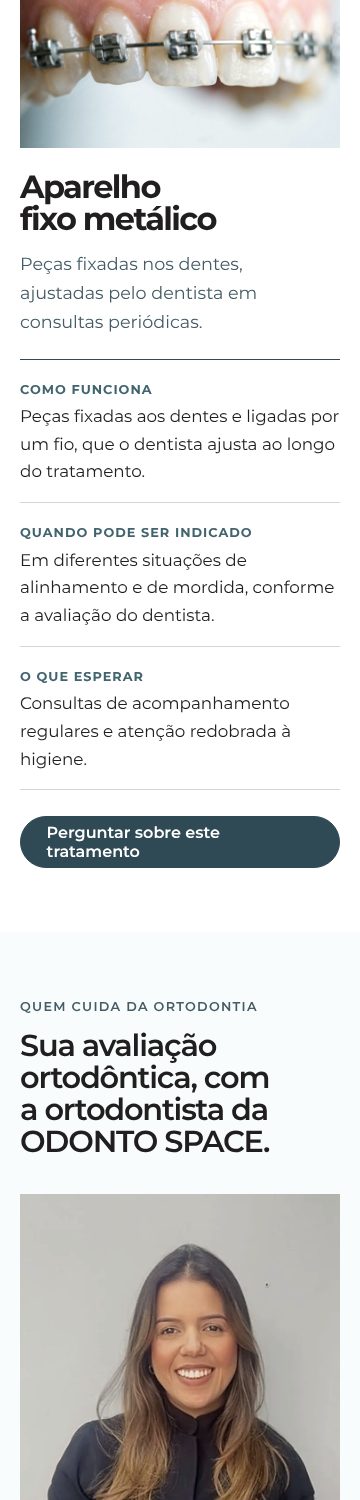 Aparelho
fixo metálico
Peças fixadas nos dentes,
ajustadas pelo dentista em
consultas periódicas.
COMO FUNCIONA
Peças fixadas aos dentes e ligadas por
um fio, que o dentista ajusta ao longo
do tratamento.
QUANDO PODE SER INDICADO
Em diferentes situações de
alinhamento e de mordida, conforme
a avaliação do dentista.
O QUE ESPERAR
Consultas de acompanhamento
regulares e atenção redobrada à
higiene.
Perguntar sobre este
tratamento
QUEM CUIDA DA ORTODONTIA
Sua avaliação
ortodôntica, com
a ortodontista da
ODONTO SPACE.